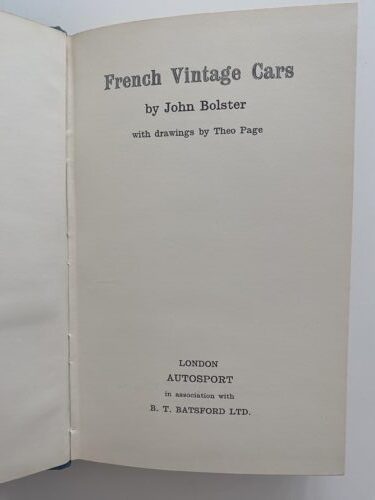 French Vintage Cars
by John Bolster
with drawings by Theo Page
LONDON
AUTOSPORT
in association with
B. T. BATSFORD LTD.